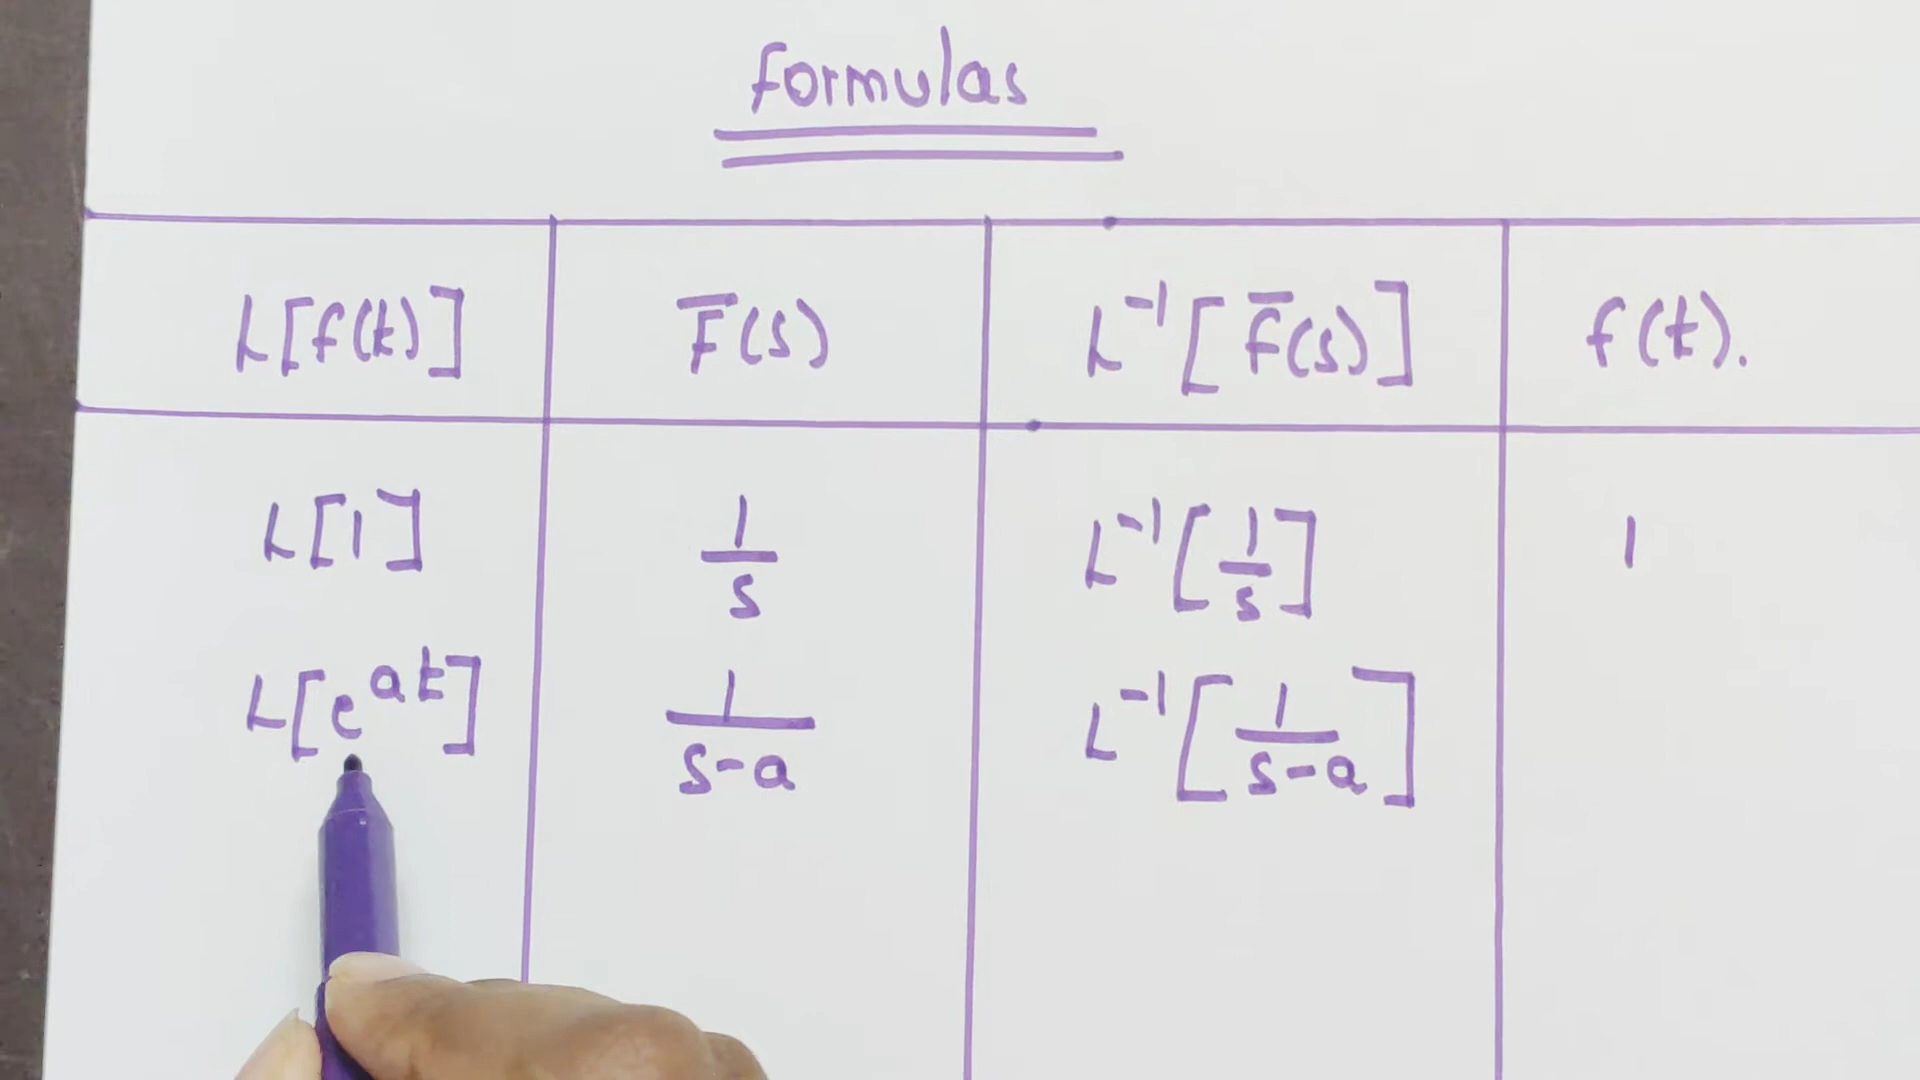 Formulas
L[f(t)] F̅(s) L⁻¹[F̅(s)] f(t).
L[1] 1/s L⁻¹[1/s] 1
L[e^at] 1/s-a L⁻¹[1/s-a]